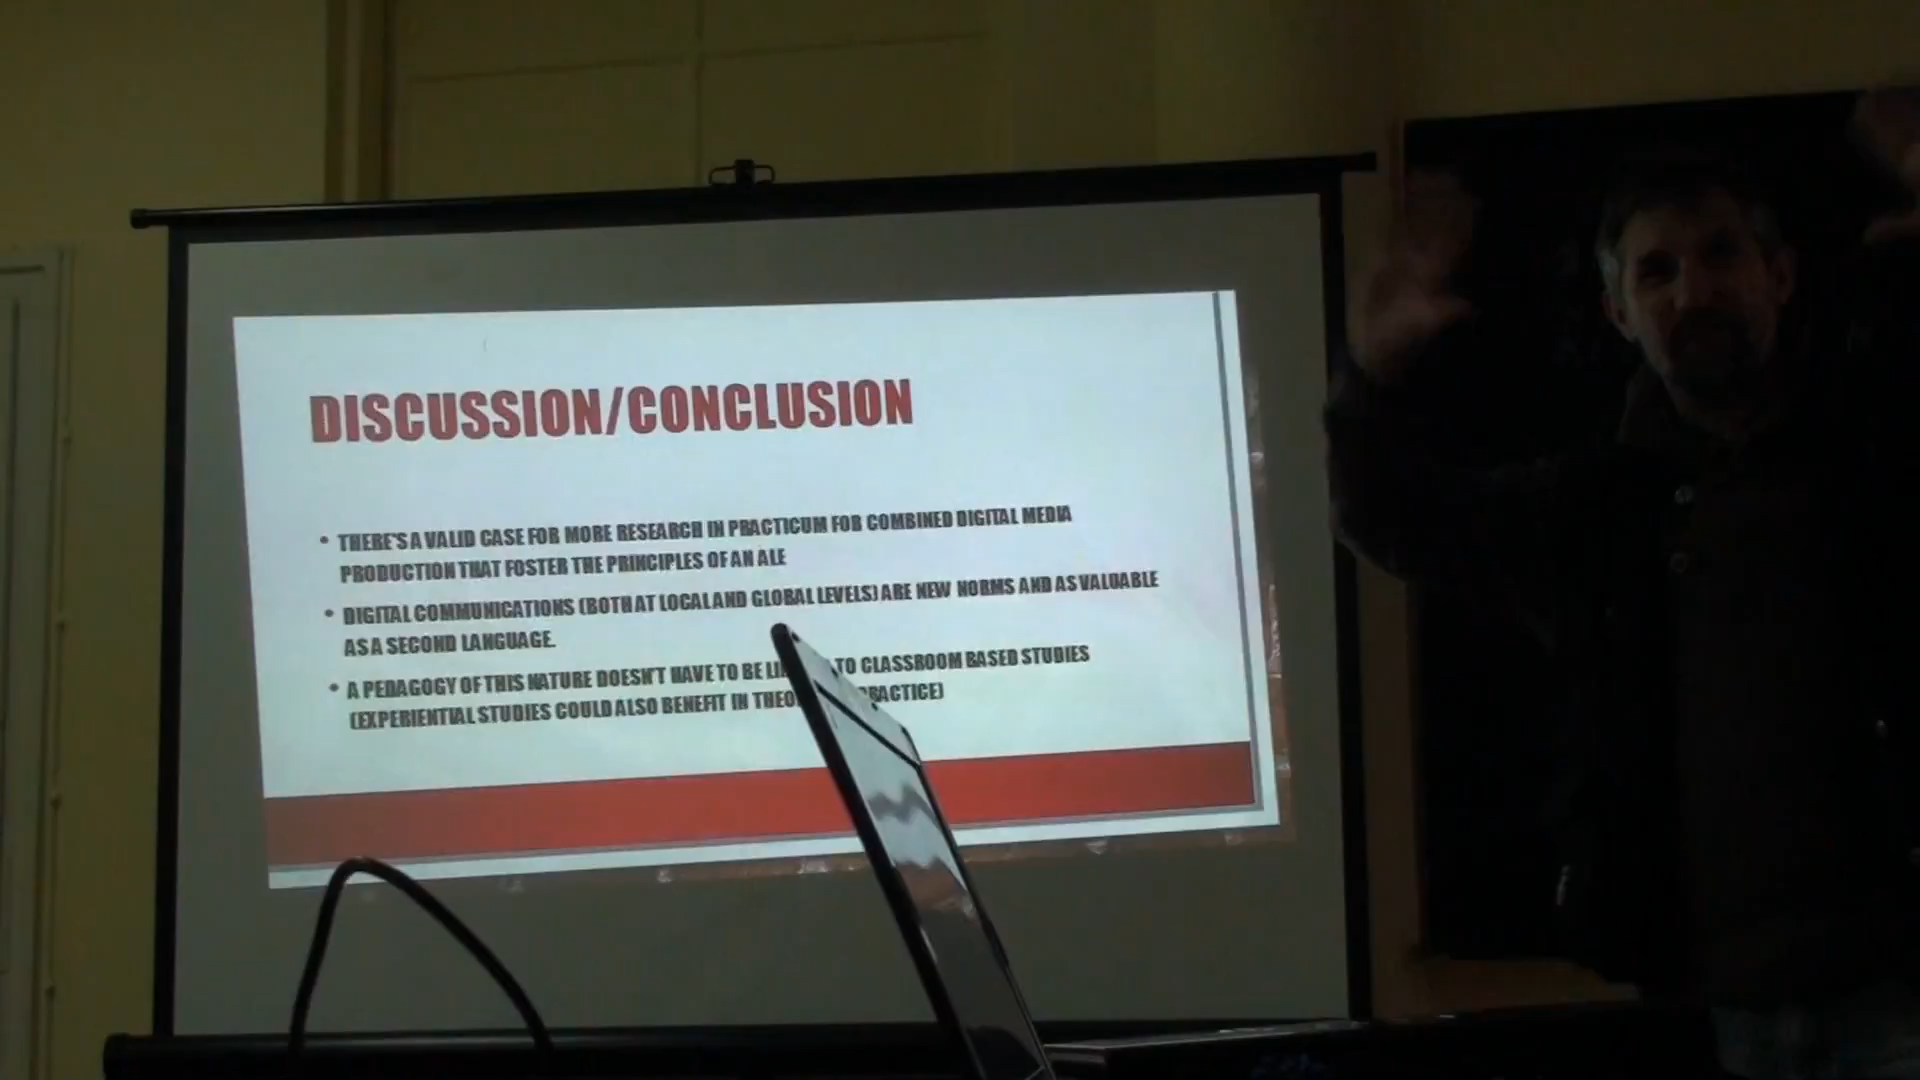 DISCUSSION/CONCLUSION
• THERE'S A VALID CASE FOR MORE RESEARCH IN PRACTICUM FOR COMBINED DIGITAL MEDIA
PRODUCTION THAT FOSTER THE PRINCIPLES OF AN ALE
• DIGITAL COMMUNICATIONS (BOTH AT LOCAL AND GLOBAL LEVELS) ARE NEW NORMS AND AS VALUABLE
AS A SECOND LANGUAGE.
• A PEDAGOGY OF THIS NATURE DOESN'T HAVE TO BE TO CLASSROOM BASED STUDIES
(EXPERIENTIAL STUDIES COULD ALSO BENEFIT IN PRACTICE)